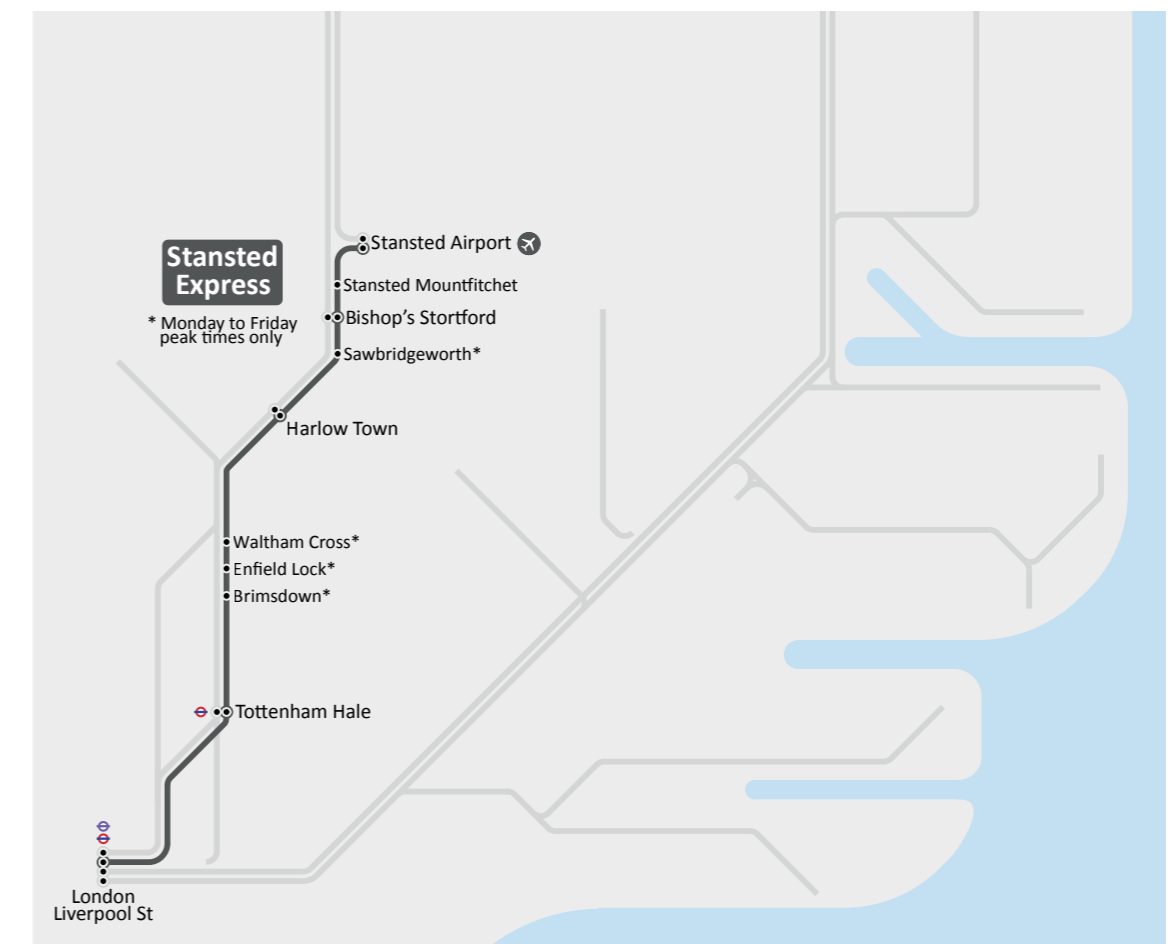 Stansted
Express
* Monday to Friday
peak times only
Stansted Airport
Stansted Mountfitchet
Bishop's Stortford
Sawbridgeworth*
Harlow Town
Waltham Cross*
Enfield Lock*
Brimsdown*
Tottenham Hale
London
Liverpool St